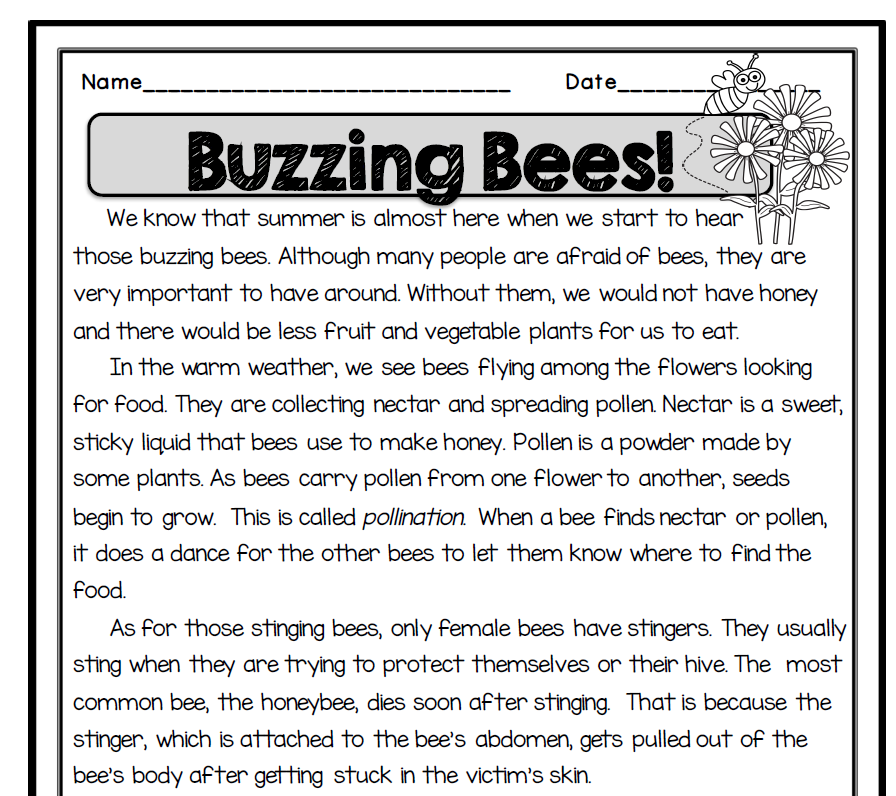 Name_____________________________ Date________________
Buzzing Bees!
We know that summer is almost here when we start to hear
those buzzing bees. Although many people are afraid of bees, they are
very important to have around. Without them, we would not have honey
and there would be less fruit and vegetable plants for us to eat.
In the warm weather, we see bees flying among the flowers looking
for food. They are collecting nectar and spreading pollen. Nectar is a sweet,
sticky liquid that bees use to make honey. Pollen is a powder made by
some plants. As bees carry pollen from one flower to another, seeds
begin to grow. This is called pollination. When a bee finds nectar or pollen,
it does a dance for the other bees to let them know where to find the
food.
As for those stinging bees, only female bees have stingers. They usually
sting when they are trying to protect themselves or their hive. The most
common bee, the honeybee, dies soon after stinging. That is because the
stinger, which is attached to the bee's abdomen, gets pulled out of the
bee's body after getting stuck in the victim's skin.